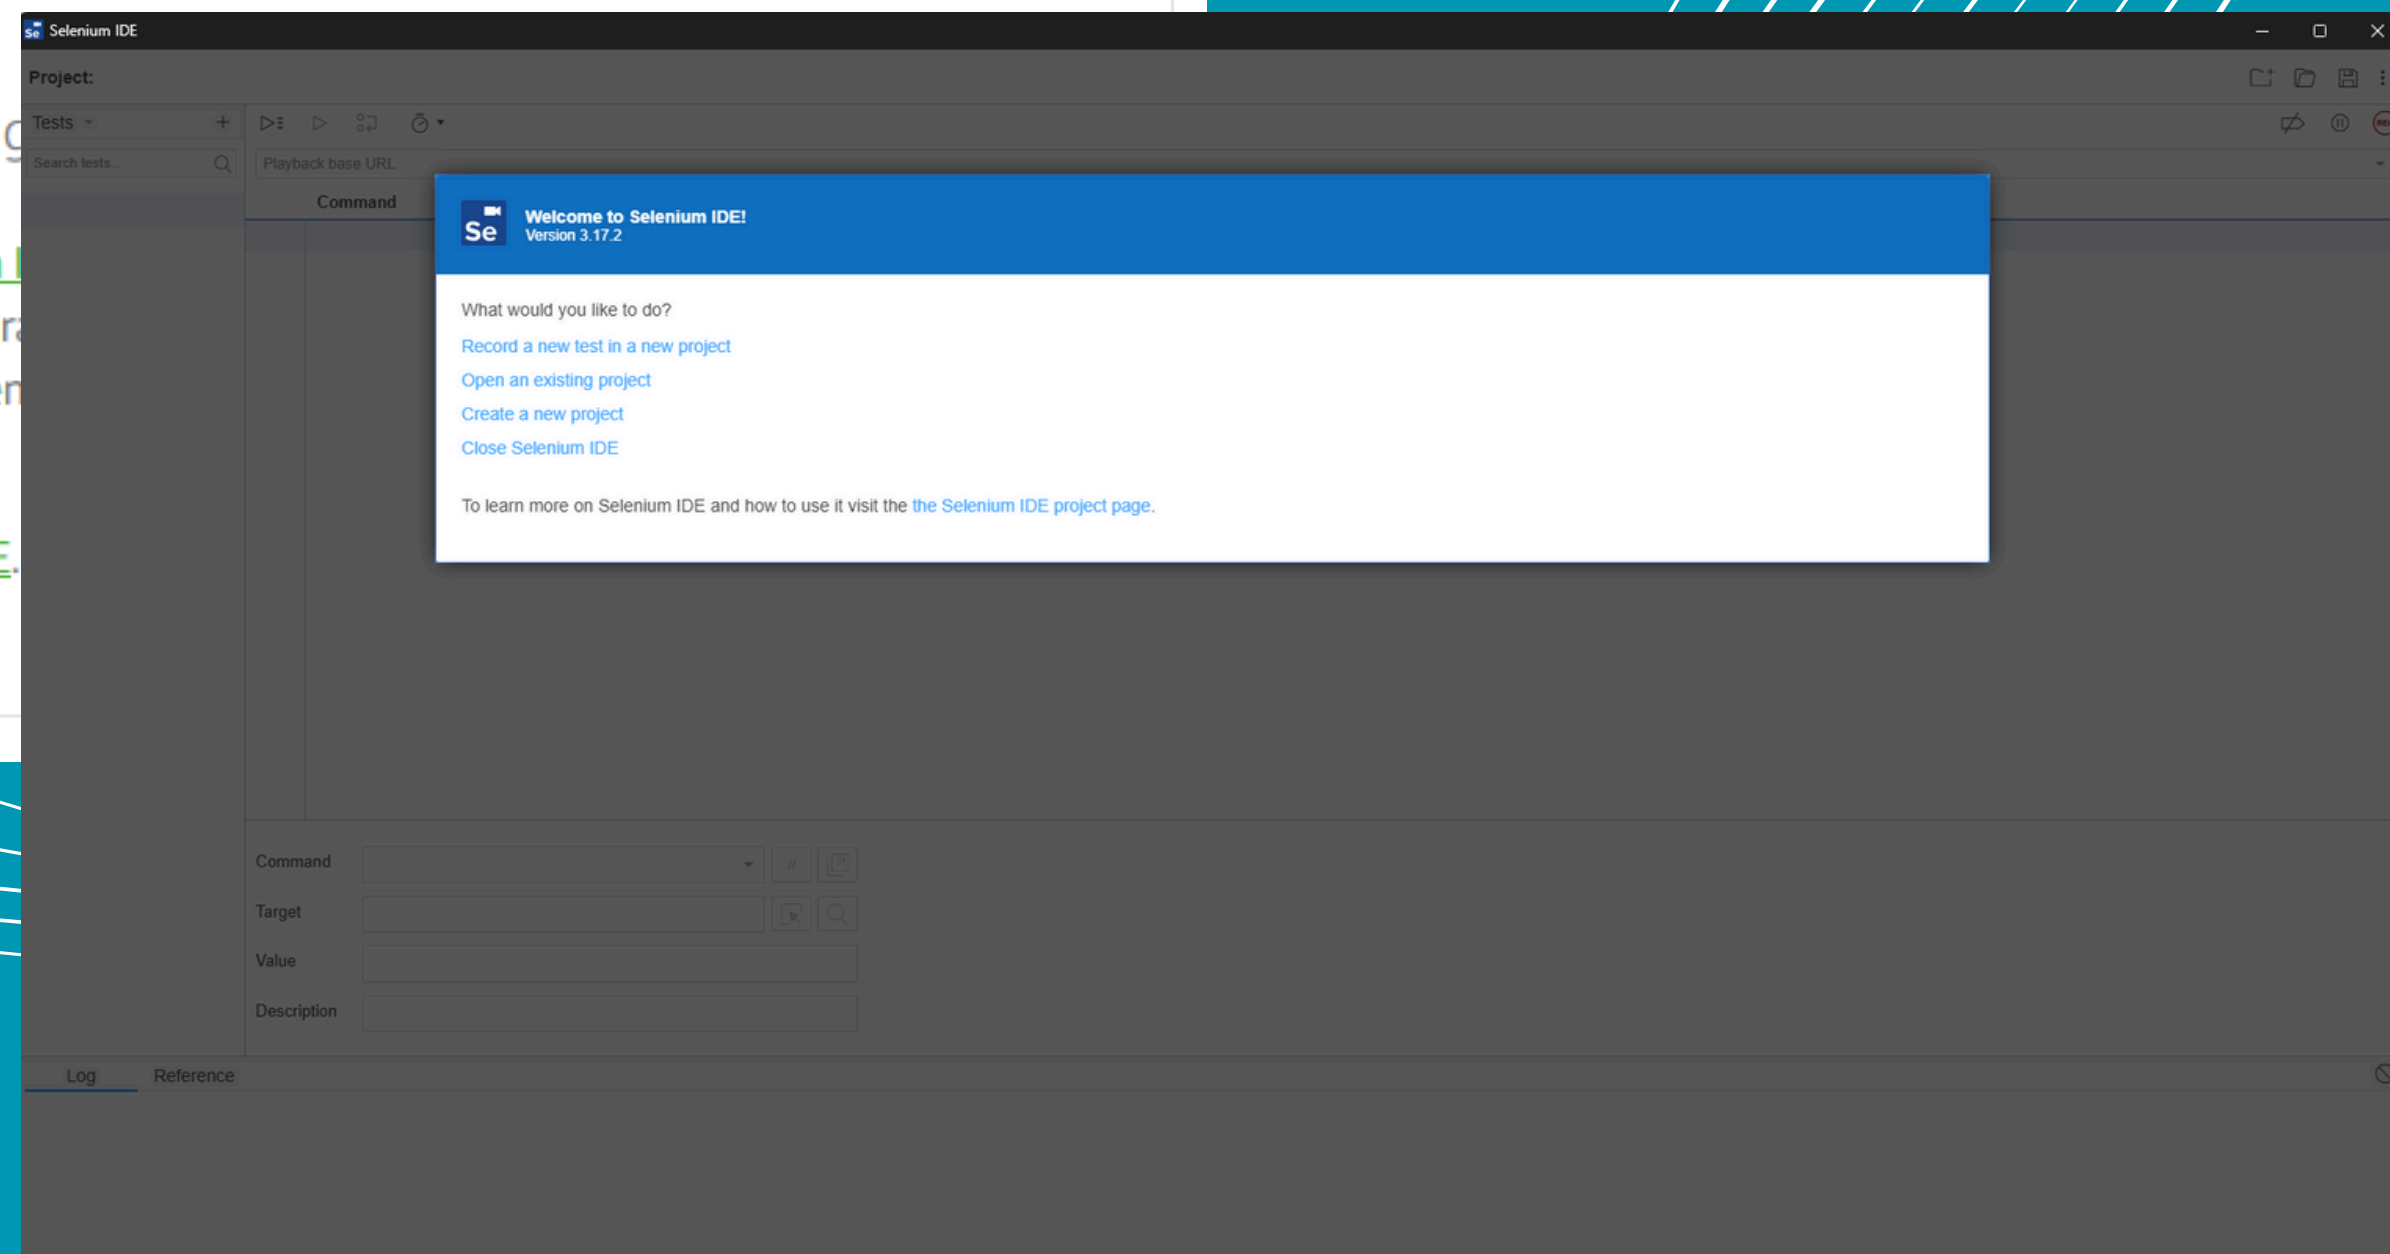 Selenium IDE
Project:
Tests
Search tests...
Playback base URL
Command
Se
Welcome to Selenium IDE!
Version 3.17.2
What would you like to do?
Record a new test in a new project
Open an existing project
Create a new project
Close Selenium IDE
To learn more on Selenium IDE and how to use it visit the the Selenium IDE project page.
Command
//
Target
Value
Description
Log Reference